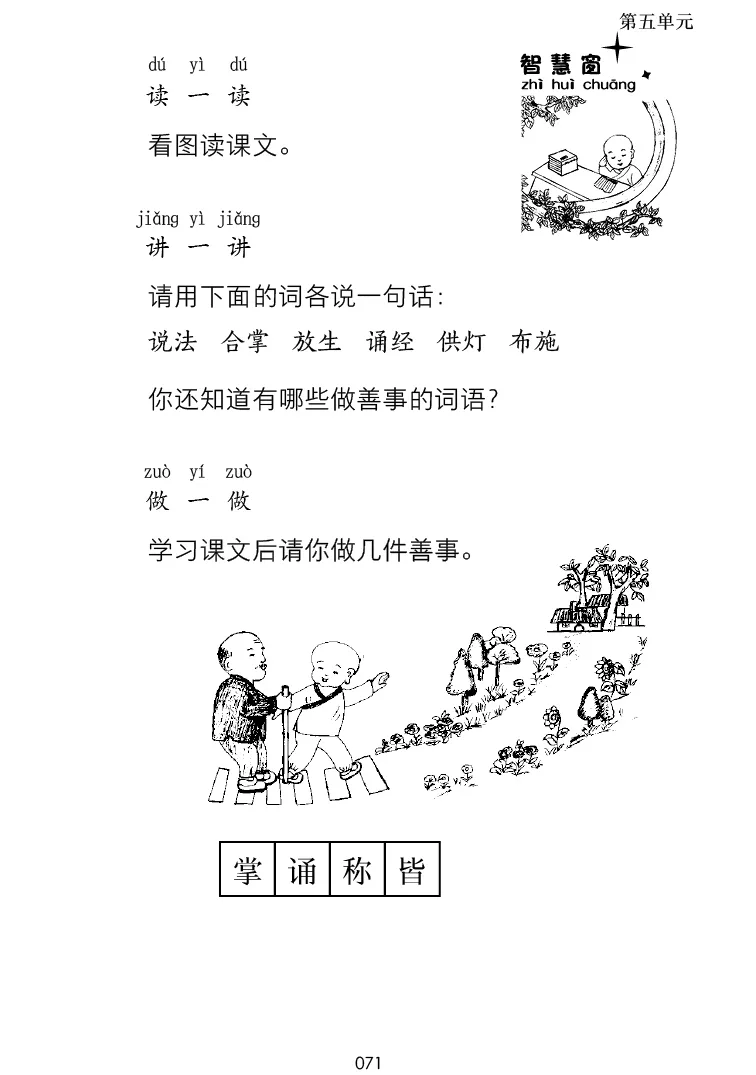 第五单元
智慧窗
zhì huì chuāng
dú yì dú
读一读
看图读课文。
jiǎng yì jiǎng
讲一讲
请用下面的词各说一句话：
说法 合掌 放生 诵经 供灯 布施
你还知道有哪些做善事的词语？
zuò yí zuò
做一做
学习课文后请你做几件善事。
掌 诵 称 皆
071